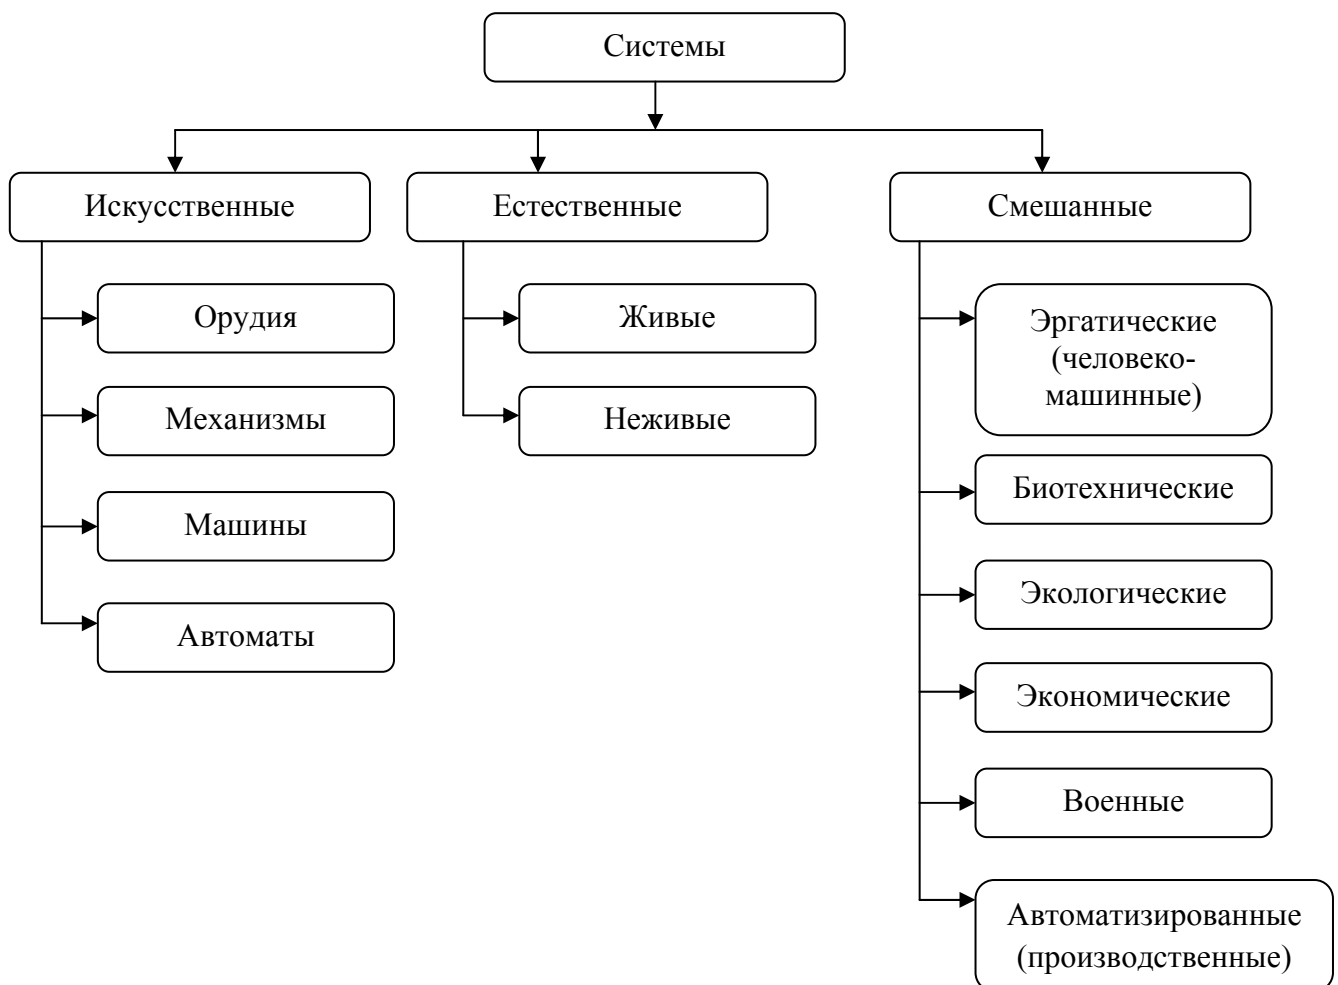 Системы
Искусственные
Естественные
Смешанные
Орудия
Механизмы
Машины
Автоматы
Живые
Неживые
Эргатические
(человеко-
машинные)
Биотехнические
Экологические
Экономические
Военные
Автоматизированные
(производственные)